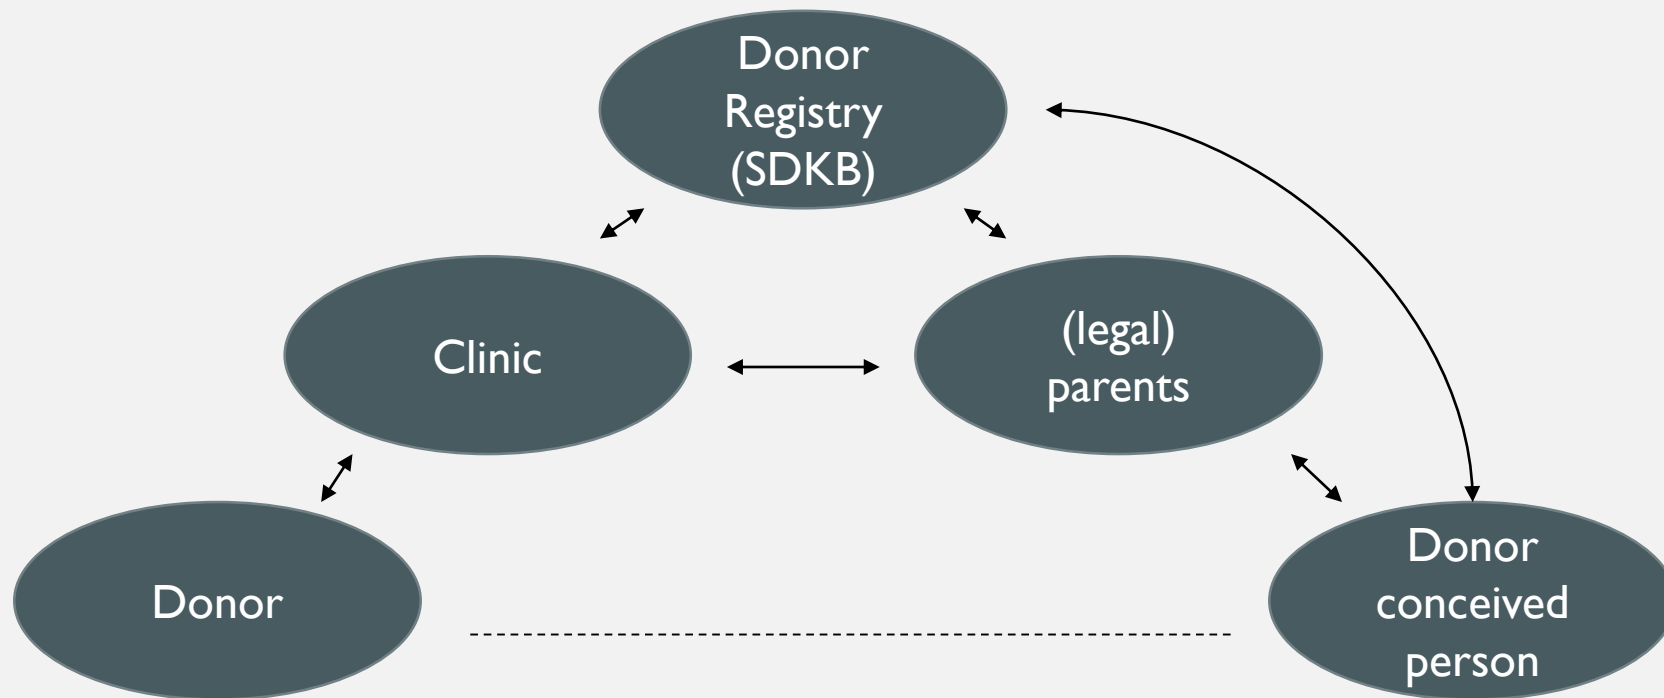 Donor
Registry
(SDKB)
Clinic
(legal)
parents
Donor
Donor
conceived
person